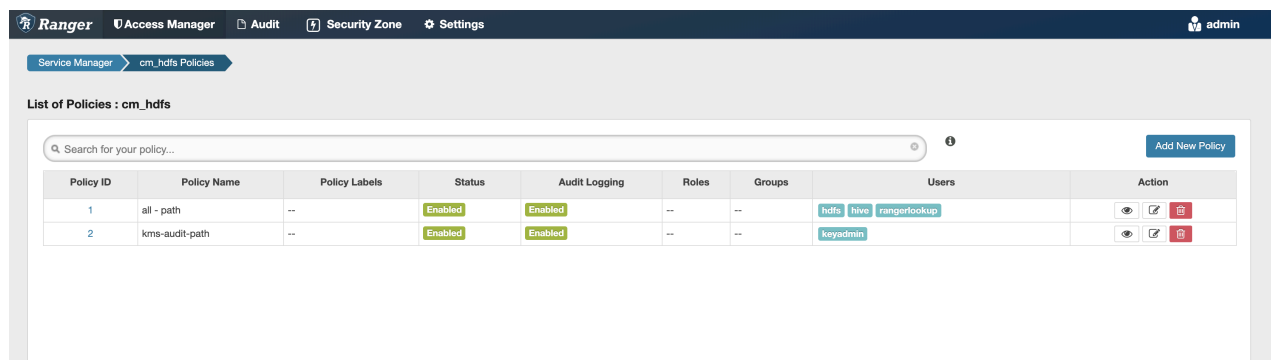 Ranger Access Manager Audit Security Zone Settings admin
Service Manager cm_hdfs Policies
List of Policies : cm_hdfs
Search for your policy...
Add New Policy
Policy ID Policy Name Policy Labels Status Audit Logging Roles Groups Users Action
1 all - path -- Enabled Enabled -- -- hdfs hive rangerlookup
2 kms-audit-path -- Enabled Enabled -- -- keyadmin